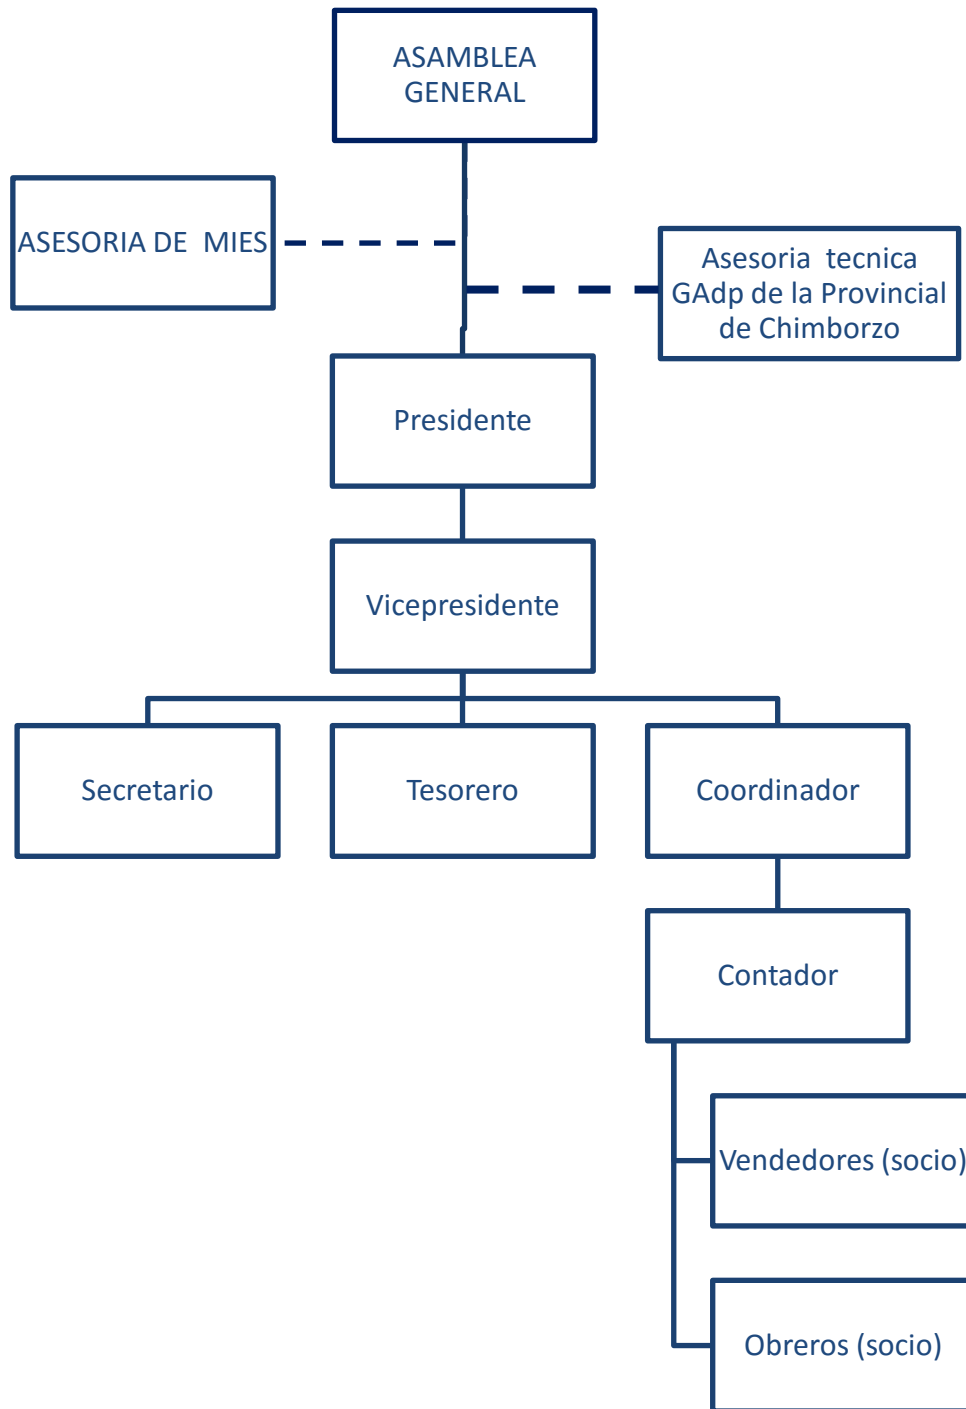 ASAMBLEA
GENERAL
ASESORIA DE  MIES
Asesoria  tecnica
GAdp de la Provincial
de Chimborzo
Presidente
Vicepresidente
Secretario
Tesorero
Coordinador
Contador
Vendedores (socio)
Obreros (socio)